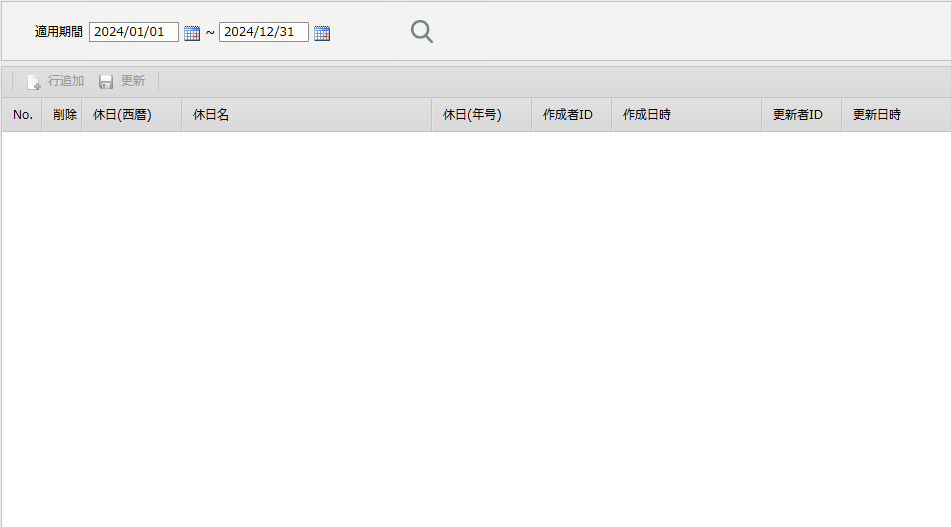 適用期間 2024/01/01 ~ 2024/12/31
行追加 更新
No. 削除 休日(西暦) 休日名 休日(年号) 作成者ID 作成日時 更新者ID 更新日時